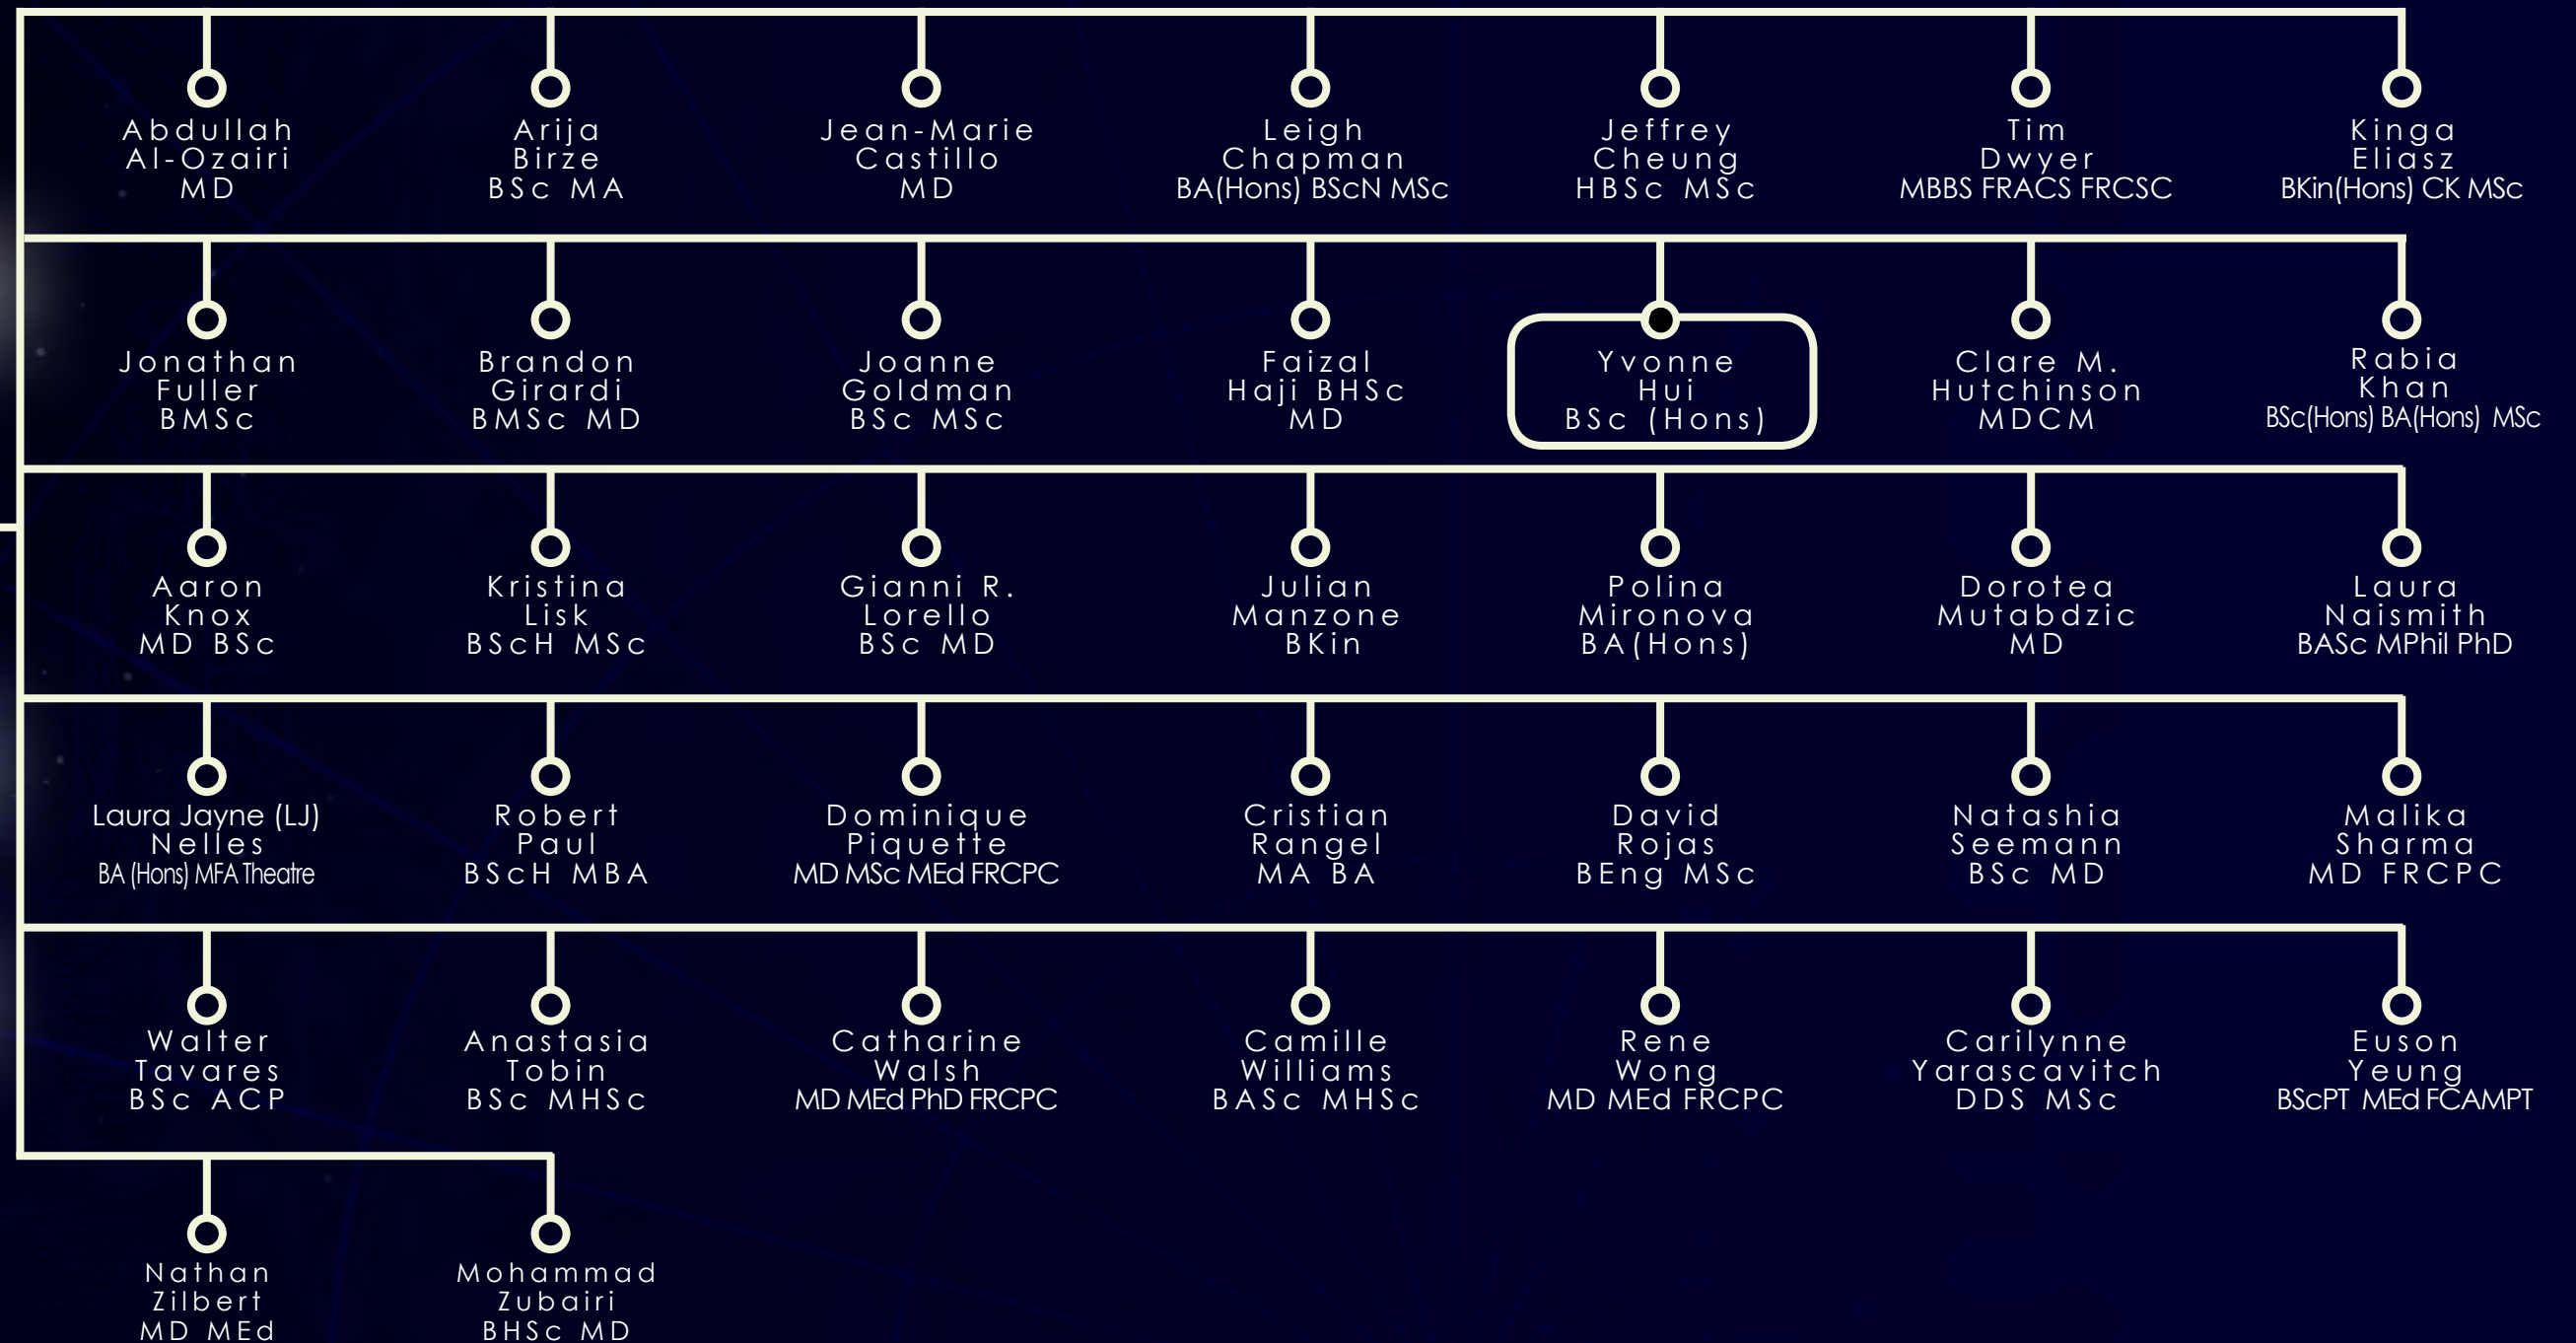 Abdullah
Al-Ozairi
MD
Arija
Birze
BSc MA
Jean-Marie
Castillo
MD
Leigh
Chapman
BA(Hons) BScN MSc
Jeffrey
Cheung
HBSc MSc
Tim
Dwyer
MBBS FRACS FRCSC
Kinga
Eliasz
BKin(Hons) CK MSc
Jonathan
Fuller
BMSc
Brandon
Girardi
BMSc MD
Joanne
Goldman
BSc MSc
Faizal
Haji BHSc
MD
Yvonne
Hui
BSc (Hons)
Clare M.
Hutchinson
MDCM
Rabia
Khan
BSc(Hons) BA(Hons) MSc
Aaron
Knox
MD BSc
Kristina
Lisk
BScH MSc
Gianni R.
Lorello
BSc MD
Julian
Manzone
BKin
Polina
Mironova
BA(Hons)
Dorotea
Mutabdzic
MD
Laura
Naismith
BASc MPhil PhD
Laura Jayne (LJ)
Nelles
BA (Hons) MFA Theatre
Robert
Paul
BScH MBA
Dominique
Piquette
MD MSc MEd FRCPC
Cristian
Rangel
MA BA
David
Rojas
BEng MSc
Natashia
Seemann
BSc MD
Malika
Sharma
MD FRCPC
Walter
Tavares
BSc ACP
Anastasia
Tobin
BSc MHSc
Catharine
Walsh
MD MEd PhD FRCPC
Camille
Williams
BASc MHSc
Rene
Wong
MD MEd FRCPC
Carilynne
Yarascavitch
DDS MSc
Euson
Yeung
BScPT MEd FCAMPT
Nathan
Zilbert
MD MEd
Mohammad
Zubairi
BHSc MD